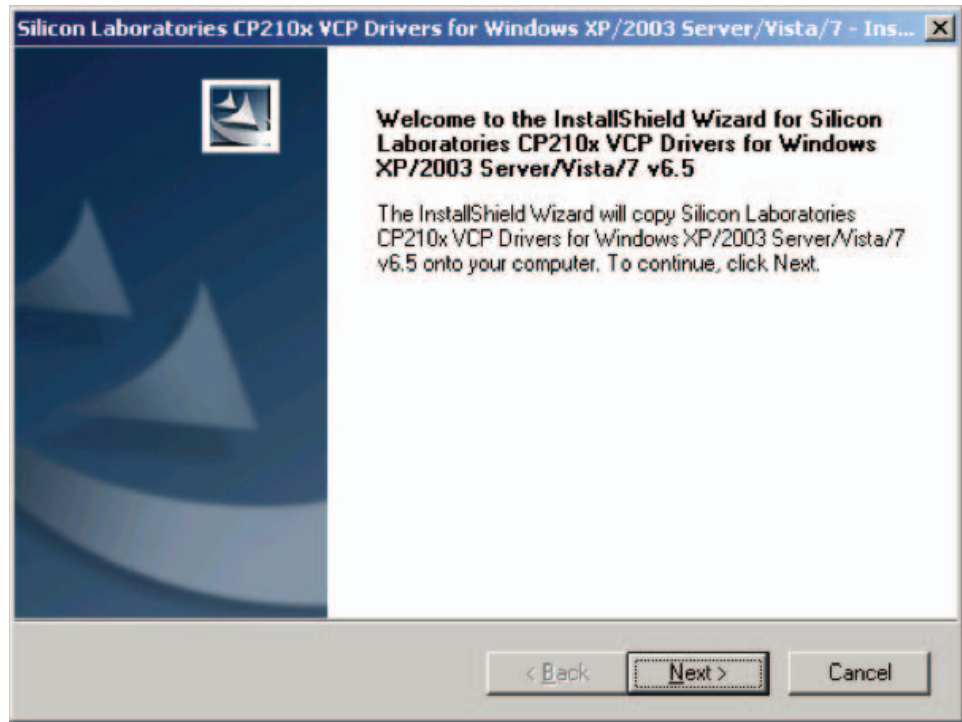 Silicon Laboratories CP210x VCP Drivers for Windows XP/2003 Server/Vista/7 - Ins...
Welcome to the InstallShield Wizard for Silicon
Laboratories CP210x VCP Drivers for Windows
XP/2003 Server/Vista/7 v6.5
The InstallShield Wizard will copy Silicon Laboratories
CP210x VCP Drivers for Windows XP/2003 Server/Vista/7
v6.5 onto your computer. To continue, click Next.
< Back
Next >
Cancel